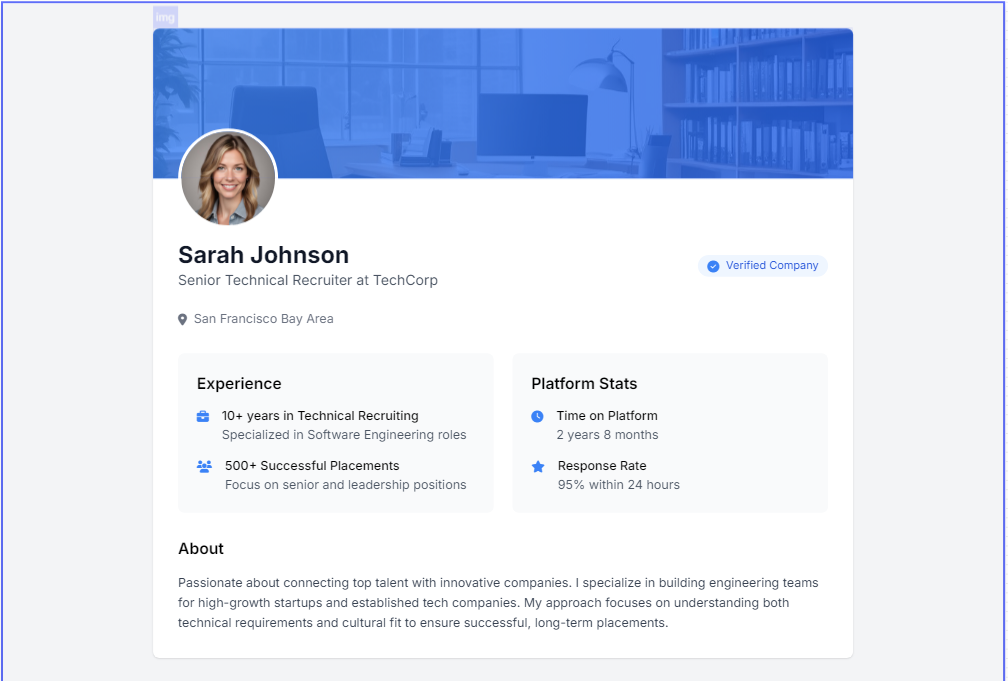 img
Sarah Johnson
Senior Technical Recruiter at TechCorp
Verified Company
San Francisco Bay Area
Experience
10+ years in Technical Recruiting
Specialized in Software Engineering roles
500+ Successful Placements
Focus on senior and leadership positions
Platform Stats
Time on Platform
2 years 8 months
Response Rate
95% within 24 hours
About
Passionate about connecting top talent with innovative companies. I specialize in building engineering teams
for high-growth startups and established tech companies. My approach focuses on understanding both
technical requirements and cultural fit to ensure successful, long-term placements.